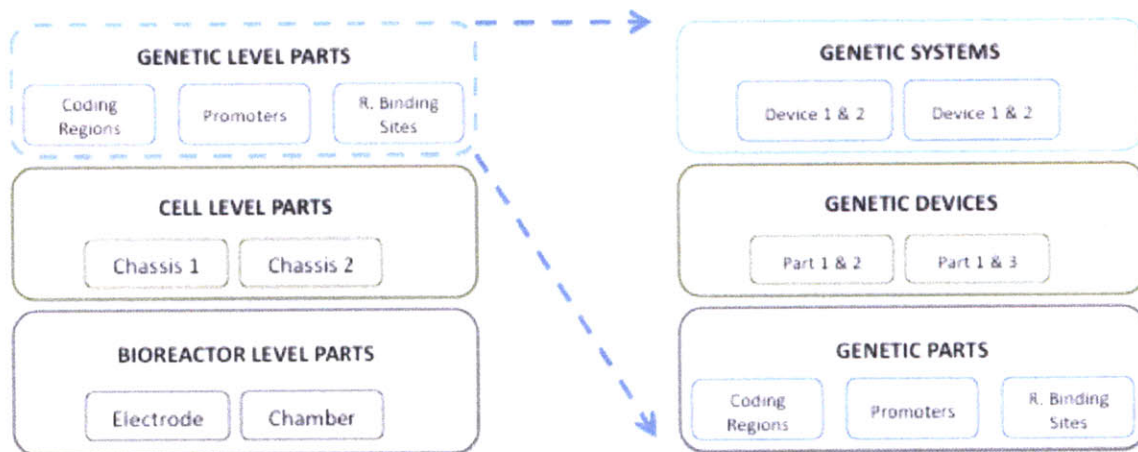 GENETIC LEVEL PARTS
Coding
Regions
Promoters
R. Binding
Sites
CELL LEVEL PARTS
Chassis 1
Chassis 2
BIOREACTOR LEVEL PARTS
Electrode
Chamber
GENETIC SYSTEMS
Device 1 & 2
Device 1 & 2
GENETIC DEVICES
Part 1 & 2
Part 1 & 3
GENETIC PARTS
Coding
Regions
Promoters
R. Binding
Sites